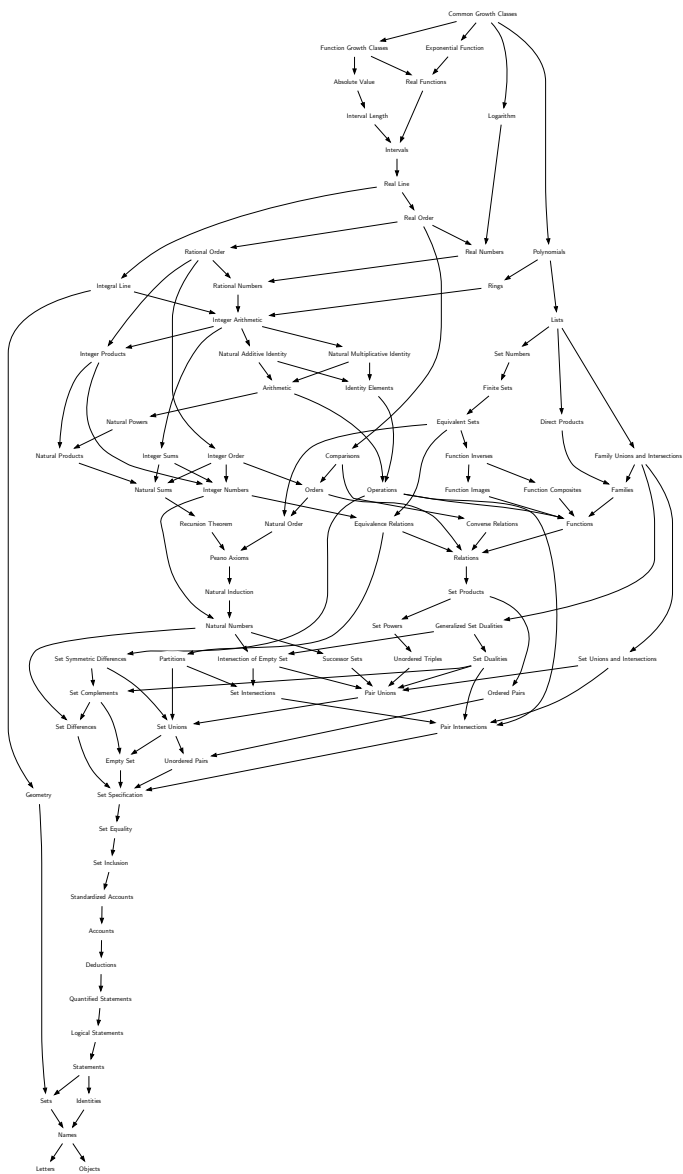 Common Growth Classes
Function Growth Classes
Exponential Function
Absolute Value
Real Functions
Interval Length
Logarithm
Intervals
Real Line
Real Order
Rational Order
Real Numbers
Polynomials
Integral Line
Rational Numbers
Rings
Integer Arithmetic
Lists
Integer Products
Natural Additive Identity
Natural Multiplicative Identity
Set Numbers
Arithmetic
Identity Elements
Finite Sets
Natural Powers
Equivalent Sets
Direct Products
Natural Products
Integer Sums
Integer Order
Comparisons
Function Inverses
Family Unions and Intersections
Natural Sums
Integer Numbers
Orders
Operations
Function Images
Function Composites
Families
Recursion Theorem
Natural Order
Equivalence Relations
Converse Relations
Functions
Peano Axioms
Relations
Natural Induction
Set Products
Natural Numbers
Set Powers
Generalized Set Dualities
Set Symmetric Differences
Partitions
Intersection of Empty Set
Successor Sets
Unordered Triples
Set Dualities
Set Unions and Intersections
Set Complements
Set Intersections
Pair Unions
Ordered Pairs
Set Differences
Set Unions
Pair Intersections
Empty Set
Unordered Pairs
Geometry
Set Specification
Set Equality
Set Inclusion
Standardized Accounts
Accounts
Deductions
Quantified Statements
Logical Statements
Statements
Sets
Identities
Names
Letters
Objects